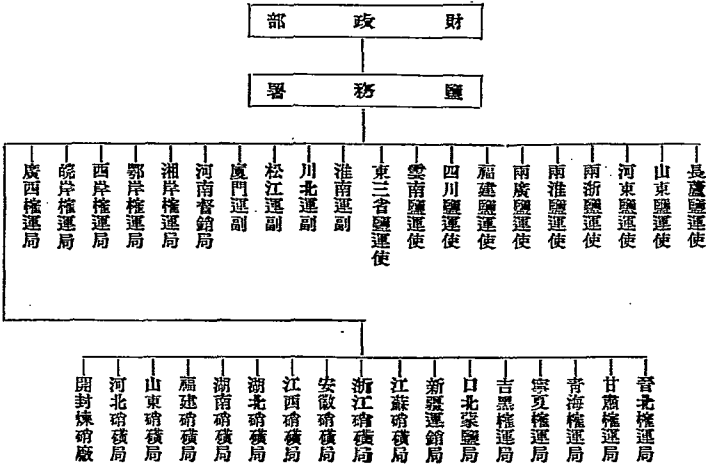 財政部
鹽務署
長蘆鹽運使
山東鹽運使
河東鹽運使
兩浙鹽運使
兩淮鹽運使
兩廣鹽運使
福建鹽運使
四川鹽運使
雲南鹽運使
東三省鹽運使
淮南運副
川北運副
松江運副
廈門運副
河南督銷局
湘岸榷運局
鄂岸榷運局
西岸榷運局
皖岸榷運局
廣西榷運局
晉北榷運局
甘肅榷運局
青海榷運局
寧夏榷運局
吉黑榷運局
口北蒙鹽局
新疆運銷局
江蘇硝磺局
浙江硝磺局
安徽硝磺局
江西硝磺局
湖北硝磺局
湖南硝磺局
福建硝磺局
山東硝磺局
河北硝磺局
開封煉硝廠